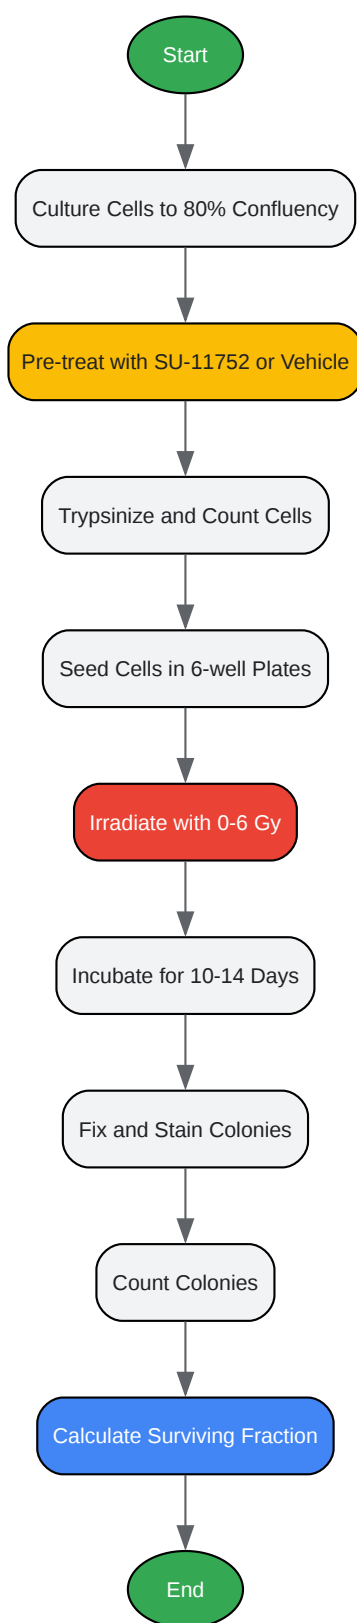 Start
Culture Cells to 80% Confluency
Pre-treat with SU-11752 or Vehicle
Trypsinize and Count Cells
Seed Cells in 6-well Plates
Irradiate with 0-6 Gy
Incubate for 10-14 Days
Fix and Stain Colonies
Count Colonies
Calculate Surviving Fraction
End